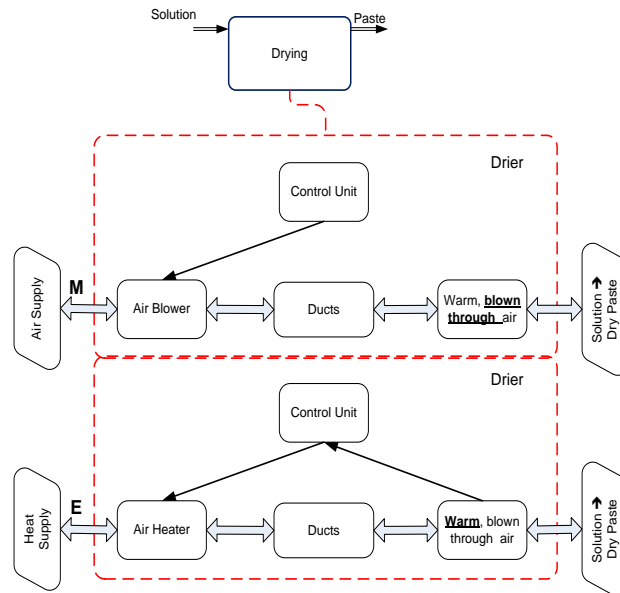 Solution
Paste
Drying
Drier
Control Unit
M
Air Supply
Air Blower
Ducts
Warm, blown
through air
Solution ➔
Dry Paste
Drier
Control Unit
E
Heat
Supply
Air Heater
Ducts
Warm, blown
through air
Solution ➔
Dry Paste